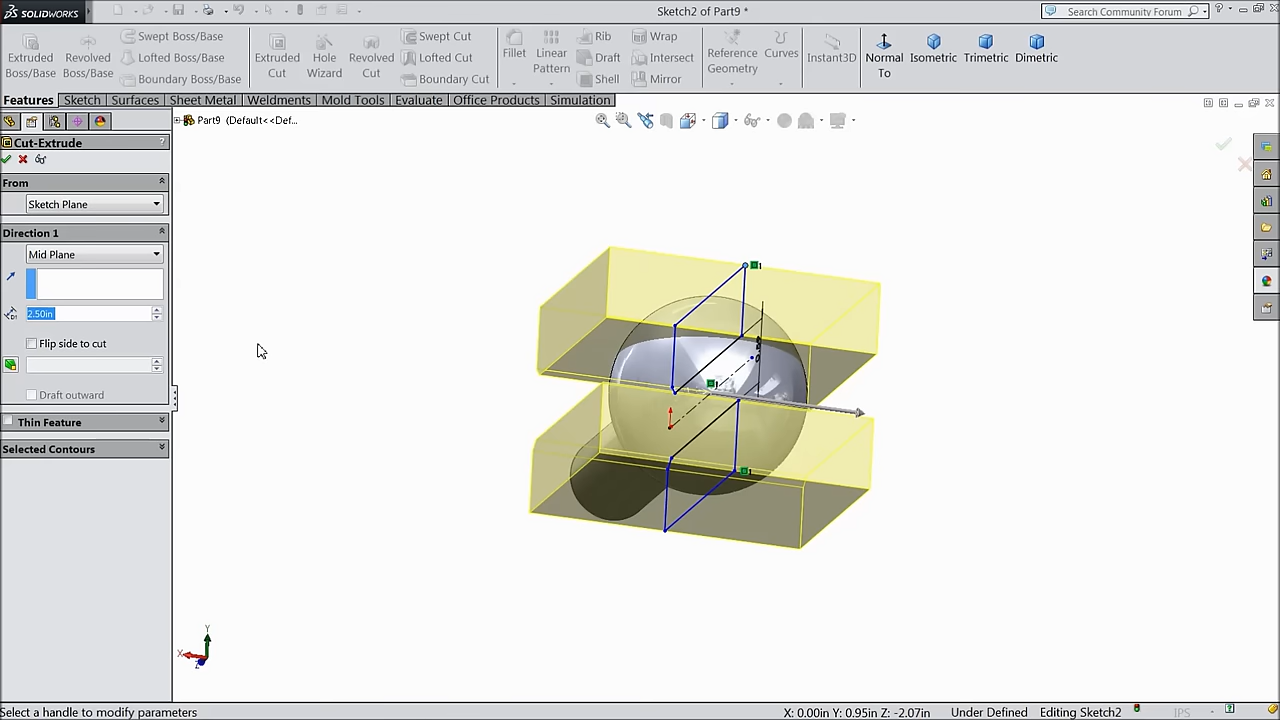 SOLIDWORKS
Sketch2 of Part9 *
Search Community Forum
?
Extruded Boss/Base
Revolved Boss/Base
Swept Boss/Base
Lofted Boss/Base
Boundary Boss/Base
Extruded Cut
Hole Wizard
Revolved Cut
Swept Cut
Lofted Cut
Boundary Cut
Fillet
Linear Pattern
Rib
Draft
Shell
Wrap
Intersect
Mirror
Reference Geometry
Curves
Instant3D
Normal To
Isometric
Trimetric
Dimetric
Features Sketch Surfaces Sheet Metal Weldments Mold Tools Evaluate Office Products Simulation
Part9 (Default<<Def...
Cut-Extrude ?
From
Sketch Plane
Direction 1
Mid Plane
2.50in
Flip side to cut
Draft outward
Thin Feature
Selected Contours
Y
X
Z
Select a handle to modify parameters
X: 0.00in Y: 0.95in Z: -2.07in Under Defined Editing Sketch2 IPS ?